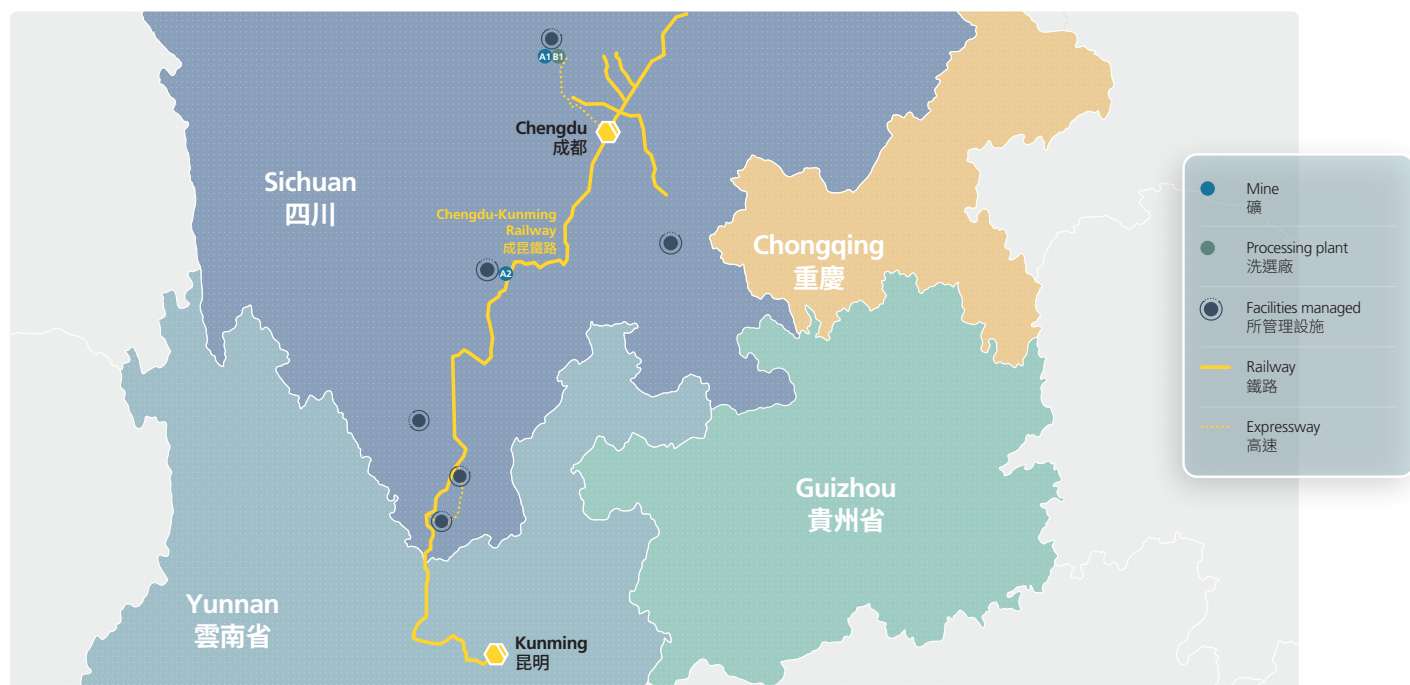 A1 B1
Chengdu
成都
Sichuan
四川
Chengdu-Kunming
Railway
成昆鐵路
A2
Chongqing
重慶
Guizhou
貴州省
Yunnan
雲南省
Kunming
昆明
Mine
礦
Processing plant
洗選廠
Facilities managed
所管理設施
Railway
鐵路
Expressway
高速